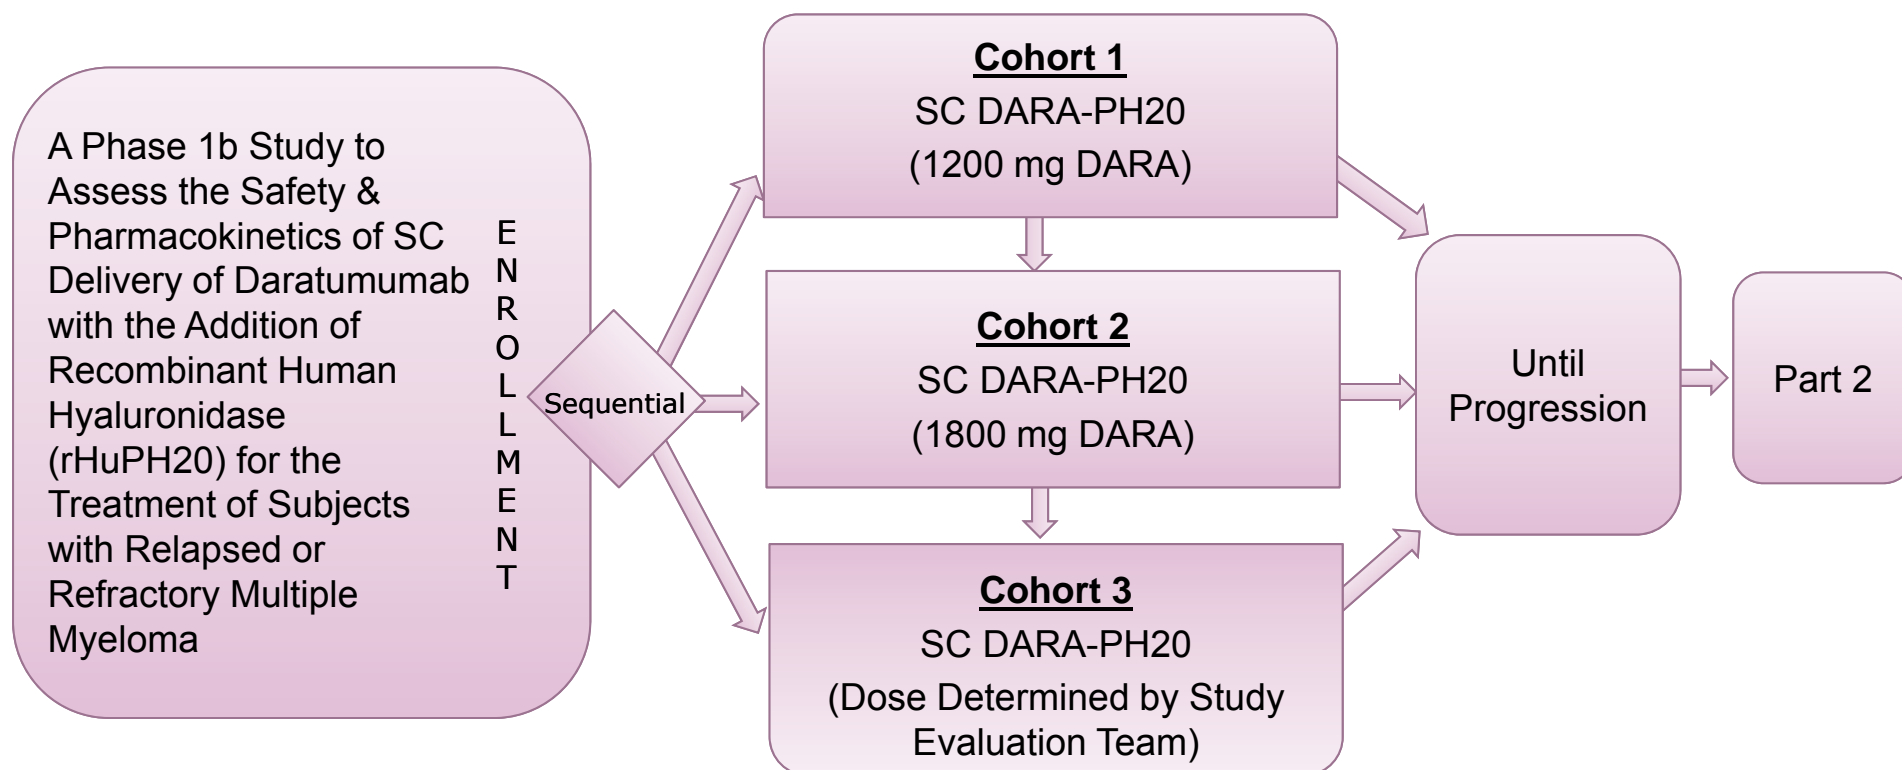 A Phase 1b Study to
Assess the Safety &
Pharmacokinetics of SC
Delivery of Daratumumab
with the Addition of
Recombinant Human
Hyaluronidase
(rHuPH20) for the
Treatment of Subjects
with Relapsed or
Refractory Multiple
Myeloma
E
N
R
O
L
L
M
E
N
T
Sequential
Cohort 1
SC DARA-PH20
(1200 mg DARA)
Cohort 2
SC DARA-PH20
(1800 mg DARA)
Cohort 3
SC DARA-PH20
(Dose Determined by Study
Evaluation Team)
Until
Progression
Part 2